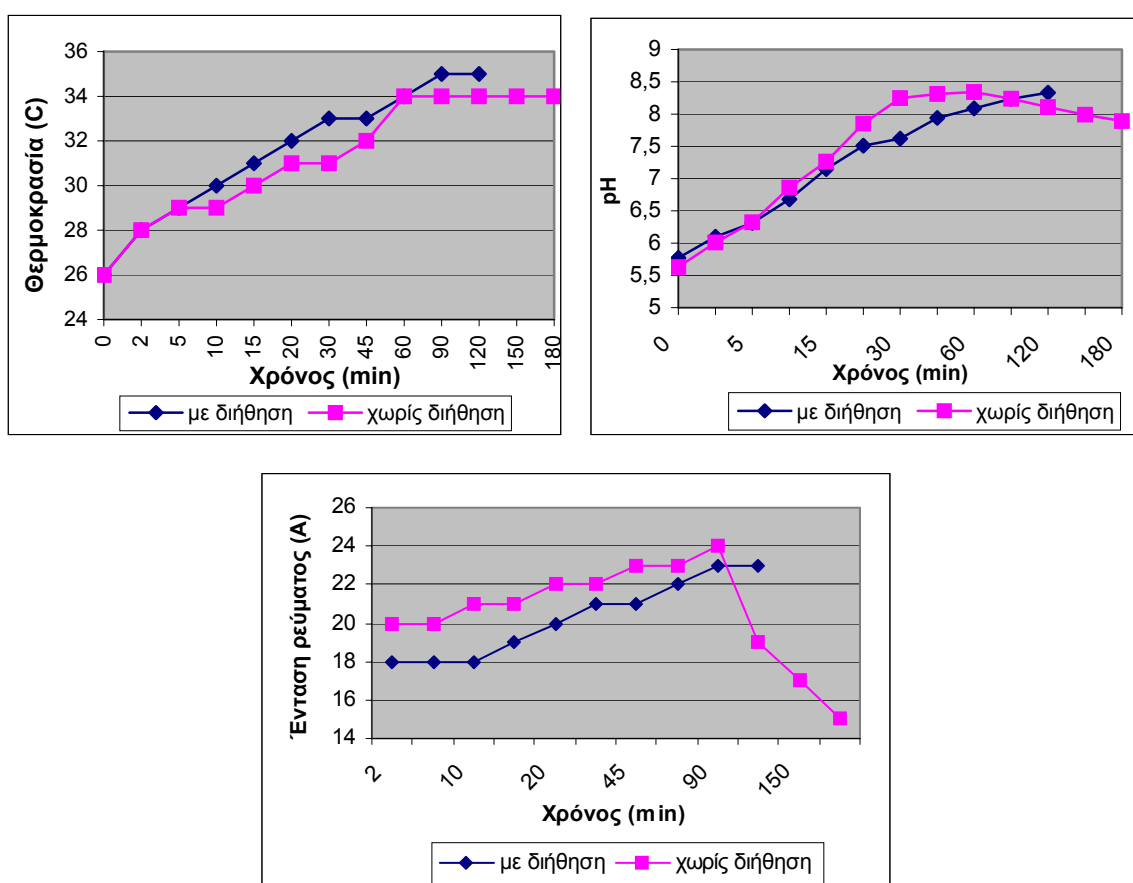 Θερμοκρασία (C)
36
34
32
30
28
26
24
0 2 5 10 15 20 30 45 60 90 120 150 180
Χρόνος (min)
με διήθηση χωρίς διήθηση
pH
9
8,5
8
7,5
7
6,5
6
5,5
5
0 5 15 30 60 120 180
Χρόνος (min)
με διήθηση χωρίς διήθηση
Ένταση ρεύματος (Α)
26
24
22
20
18
16
14
2 10 20 45 90 150
Χρόνος (min)
με διήθηση χωρίς διήθηση